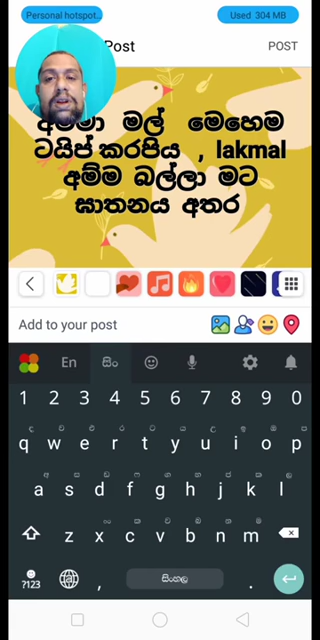 Personal hotspot..
Used 304 MB
Post
POST
අම්මා මල් මෙහෙම
ටයිප් කරපිය , lakmal
අම්ම බල්ලා මට
ඝාතනය අතර
Add to your post
En සිං
1 2 3 4 5 6 7 8 9 0
q w e r t y u i o p
a s d f g h j k l
z x c v b n m
?123 , සිංහල .